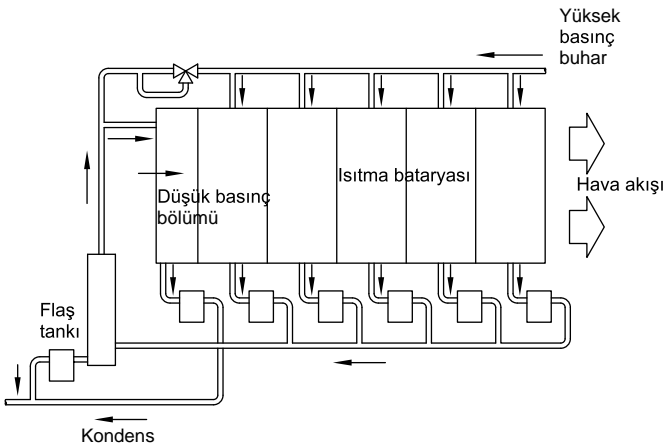 Yüksek
basınç
buhar
Isıtma bataryası
Hava akışı
Düşük basınç
bölümü
Flaş
tankı
Kondens